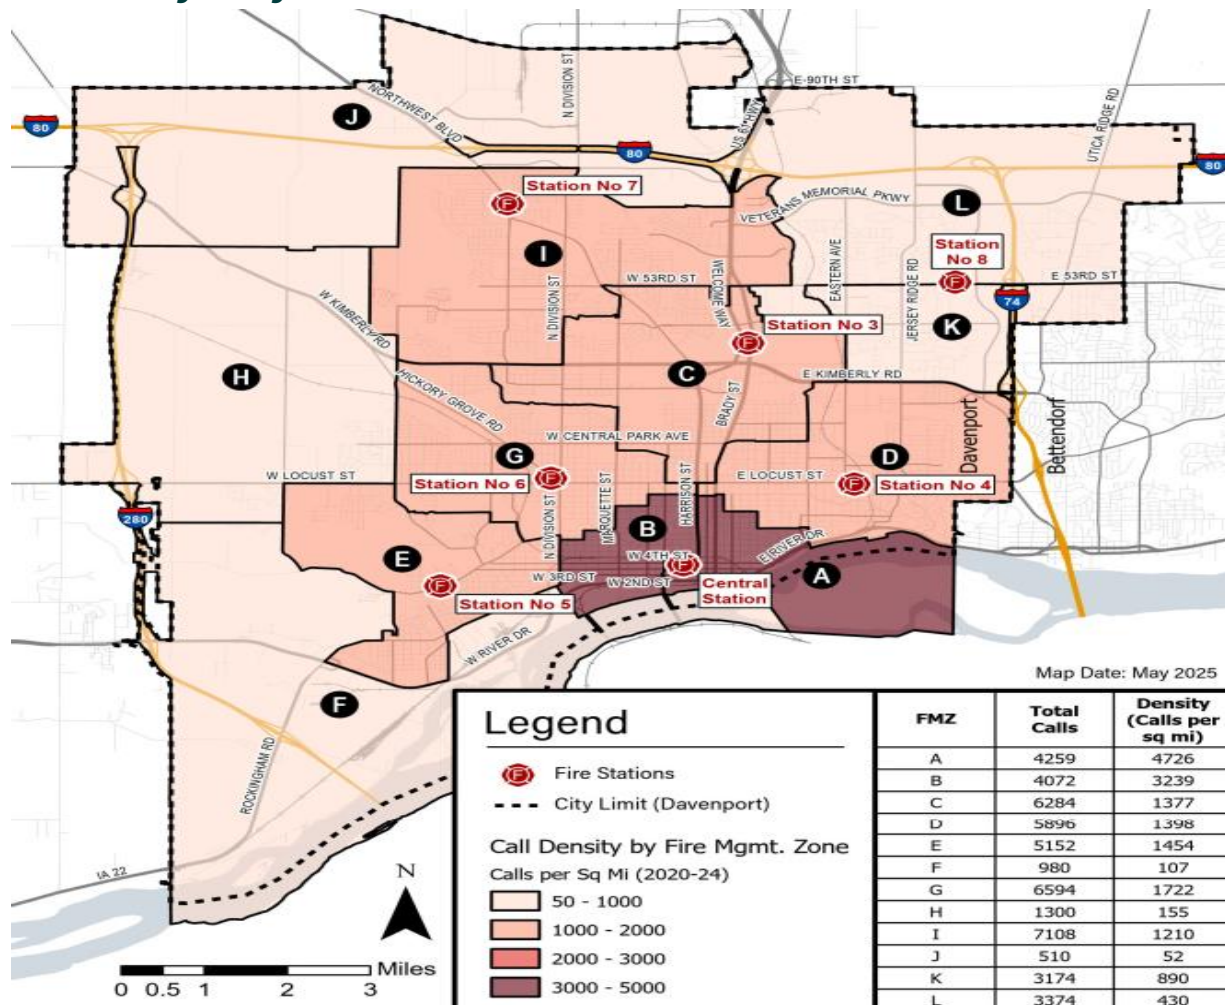 E 90TH ST
80
NORTHWEST BLVD
N DIVISION ST
US 61 HWY
UTICA RIDGE RD
J
80
80
Station No 7
VETERANS MEMORIAL PKWY
L
Station
No 8
I
W 53RD ST
WELCOME WAY
EASTERN AVE
JERSEY RIDGE RD
E 53RD ST
74
W KIMBERLY RD
N DIVISION ST
Station No 3
K
H
C
E KIMBERLY RD
HICKORY GROVE RD
BRADY ST
Davenport
Bettendorf
W CENTRAL PARK AVE
G
D
W LOCUST ST
E LOCUST ST
Station No 6
Station No 4
MARQUETTE ST
HARRISON ST
280
N DIVISION ST
B
E RIVER DR
W 4TH ST
E
A
W 3RD ST
W 2ND ST
Station No 5
Central
Station
W RIVER DR
F
ROCKINGHAM RD
IA 22
N
Miles
0 0.5 1 2 3
Map Date: May 2025
Legend
F Fire Stations
City Limit (Davenport)
Call Density by Fire Mgmt. Zone
Calls per Sq Mi (2020-24)
50 - 1000
1000 - 2000
2000 - 3000
3000 - 5000
FMZ Total Calls Density (Calls per sq mi)
A 4259 4726
B 4072 3239
C 6284 1377
D 5896 1398
E 5152 1454
F 980 107
G 6594 1722
H 1300 155
I 7108 1210
J 510 52
K 3174 890
L 3374 430